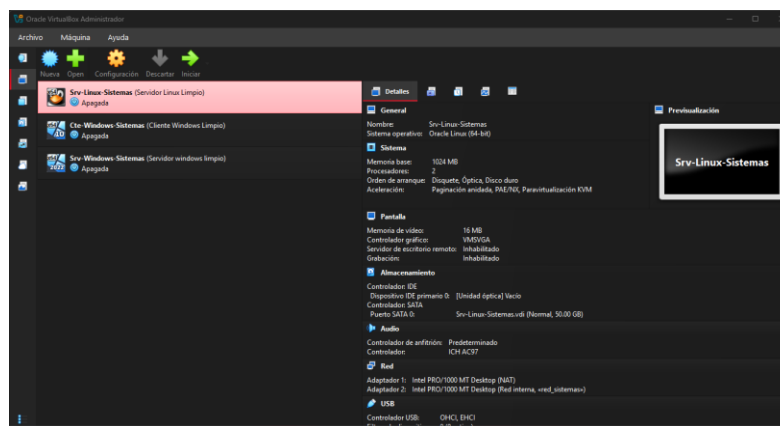 Oracle VirtualBox Administrador
Archivo Máquina Ayuda
Nueva Open Configuración Descartar Iniciar
Srv-Linux-Sistemas (Servidor Linux Limpio)
Apagada
Cte-Windows-Sistemas (Cliente Windows Limpio)
Apagada
Srv-Windows-Sistemas (Servidor windows limpio)
Apagada
2022
Detalles
General
Nombre: Srv-Linux-Sistemas
Sistema operativo: Oracle Linux (64-bit)
Sistema
Memoria base: 1024 MB
Procesadores: 2
Orden de arranque: Disquete, Óptica, Disco duro
Aceleración: Paginación anidada, PAE/NX, Paravirtualización KVM
Pantalla
Memoria de vídeo: 16 MB
Controlador gráfico: VMSVGA
Servidor de escritorio remoto: Inhabilitado
Grabación: Inhabilitado
Almacenamiento
Controlador: IDE
Dispositivo IDE primario 0: [Unidad óptica] Vacío
Controlador: SATA
Puerto SATA 0: Srv-Linux-Sistemas.vdi (Normal, 50.00 GB)
Audio
Controlador de anfitrión: Predeterminado
Controlador: ICH AC97
Red
Adaptador 1: Intel PRO/1000 MT Desktop (NAT)
Adaptador 2: Intel PRO/1000 MT Desktop (Red interna, «red_sistemas»)
USB
Controlador USB: OHCI, EHCI
Previsualización
Srv-Linux-Sistemas